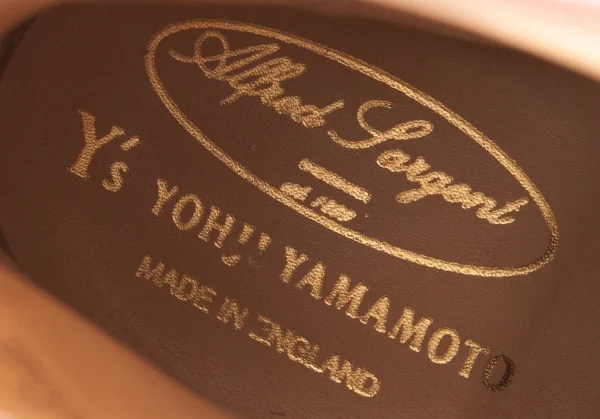 Alfred Sargent
Y's YOHJI YAMAMOTO
MADE IN ENGLAND